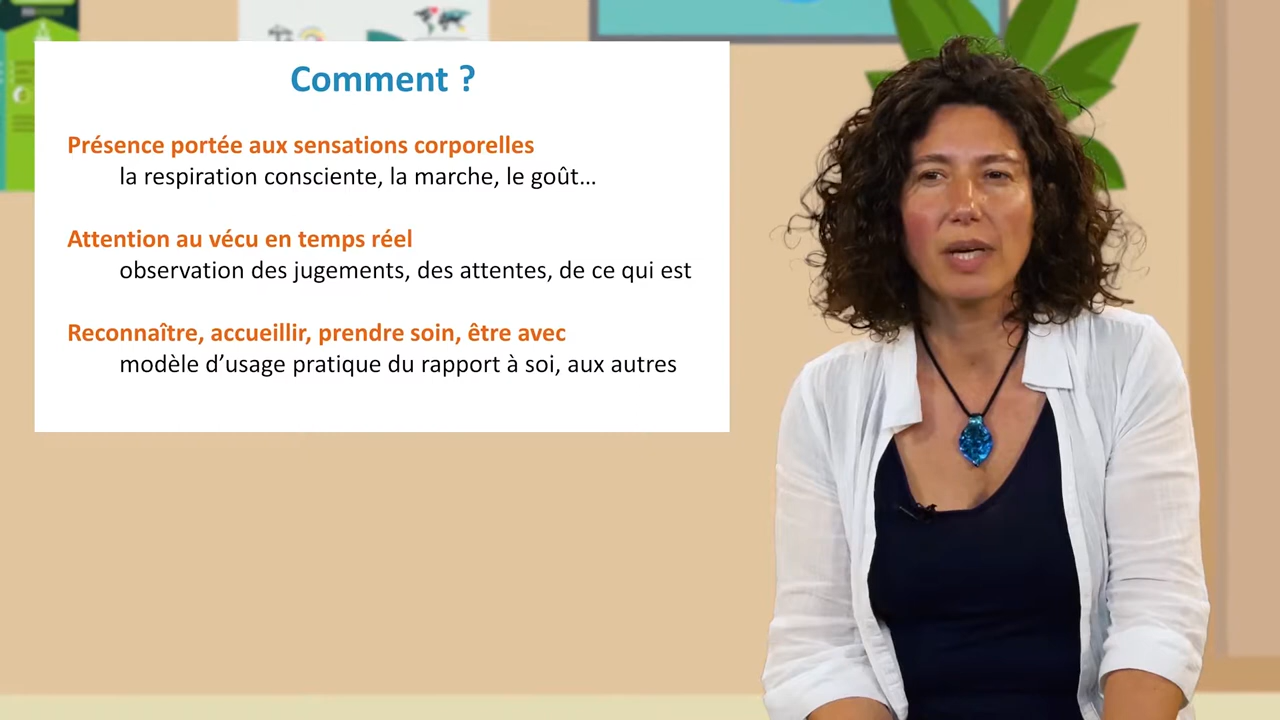 Comment ?
Présence portée aux sensations corporelles
la respiration consciente, la marche, le goût...
Attention au vécu en temps réel
observation des jugements, des attentes, de ce qui est
Reconnaître, accueillir, prendre soin, être avec
modèle d’usage pratique du rapport à soi, aux autres